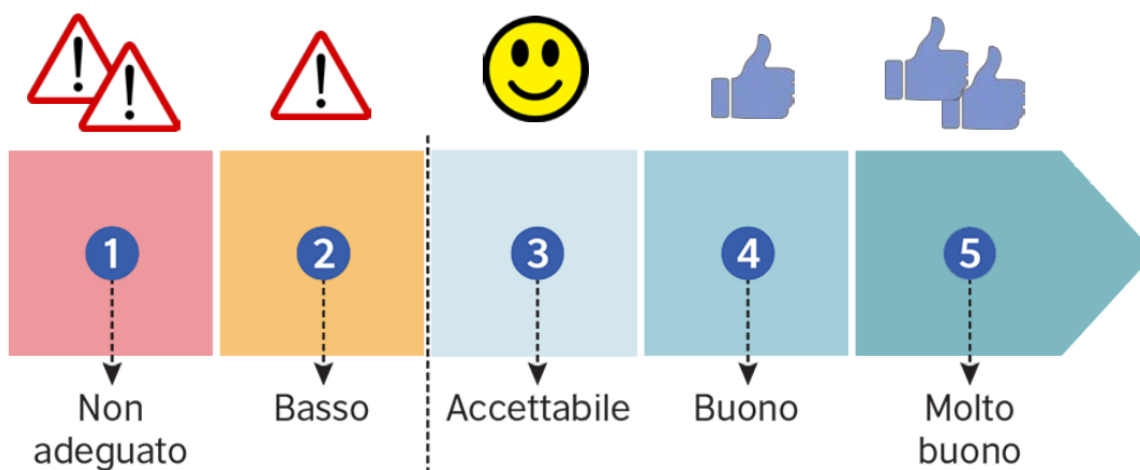 1
2
3
4
5
Non
adeguato
Basso
Accettabile
Buono
Molto
buono